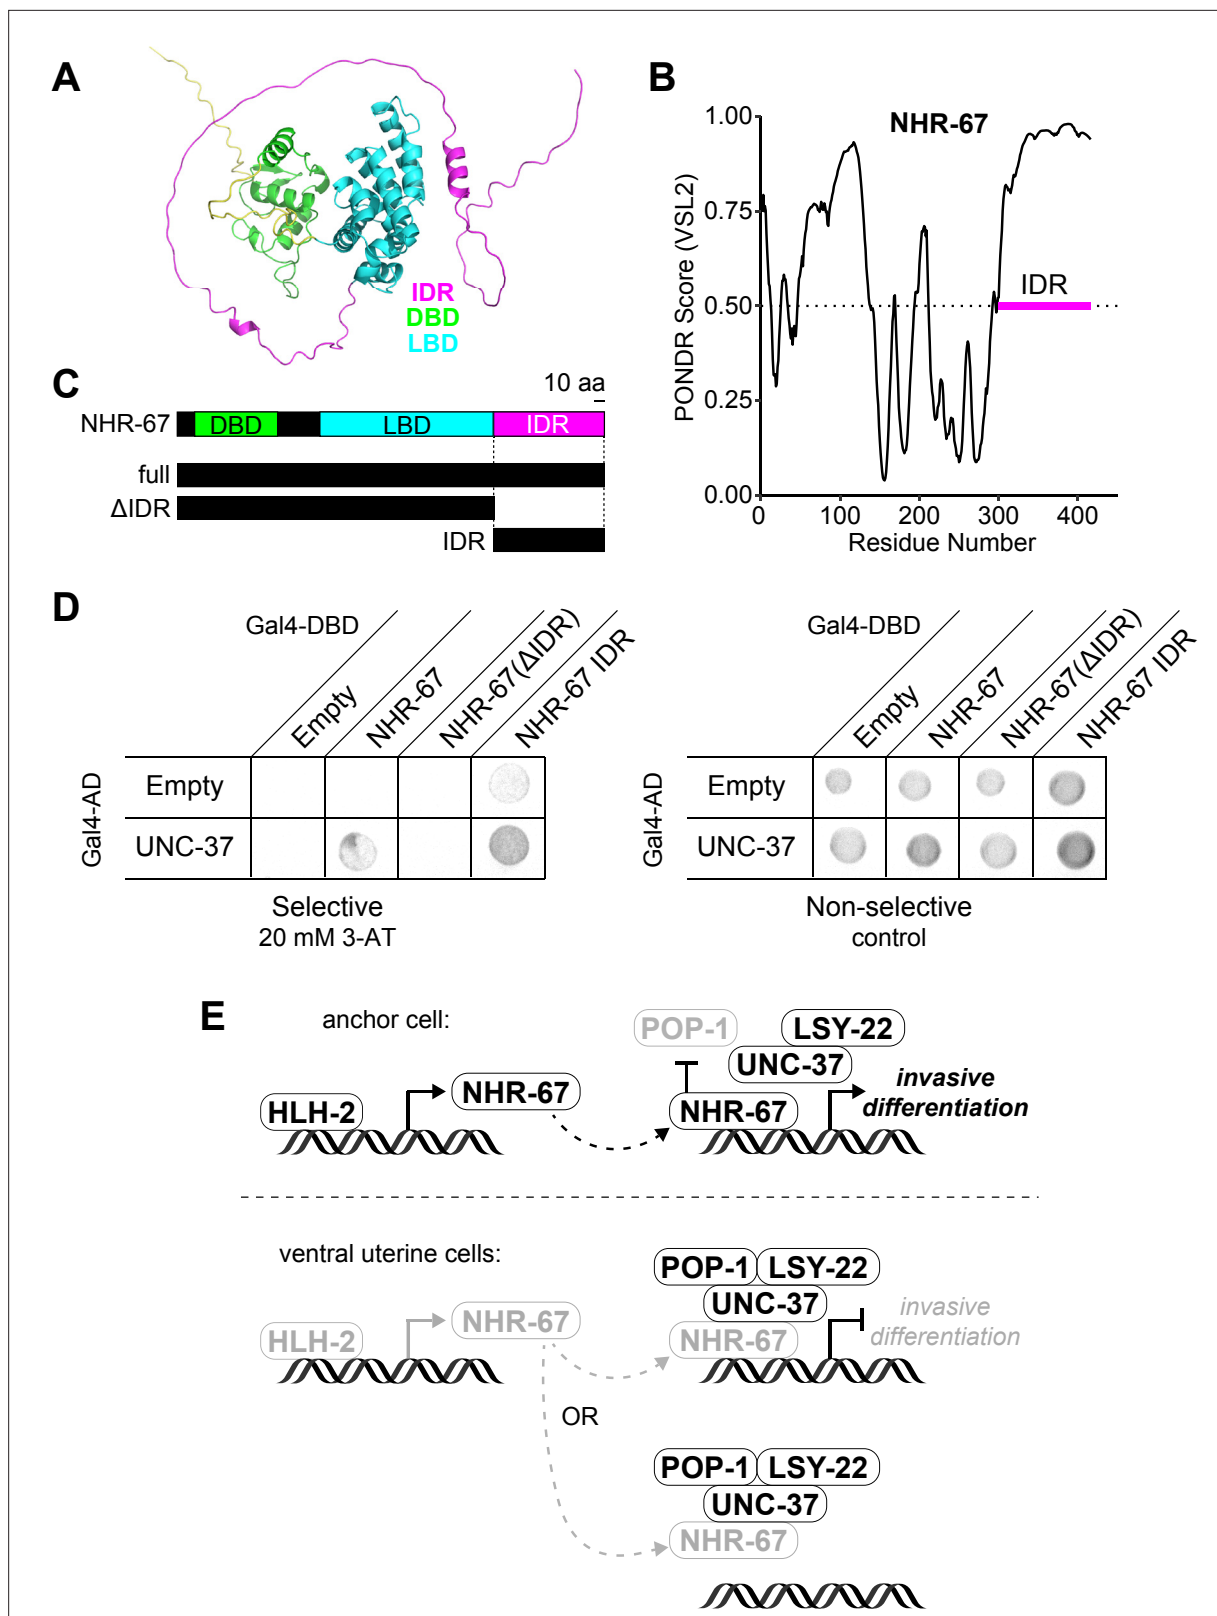 A
IDR
DBD
LBD
B
NHR-67
PONDR Score (VSL2)
1.00
0.75
0.50
0.25
0.00
IDR
0 100 200 300 400
Residue Number
C
10 aa
NHR-67 DBD LBD IDR
full
ΔIDR
IDR
D
Gal4-DBD
Empty
NHR-67
NHR-67(ΔIDR)
NHR-67 IDR
Gal4-AD
Empty
UNC-37
Selective
20 mM 3-AT
Gal4-DBD
Empty
NHR-67
NHR-67(ΔIDR)
NHR-67 IDR
Gal4-AD
Empty
UNC-37
Non-selective
control
E
anchor cell:
HLH-2
NHR-67
POP-1
LSY-22
UNC-37
NHR-67
invasive
differentiation
ventral uterine cells:
HLH-2
NHR-67
POP-1 LSY-22
UNC-37
NHR-67
invasive
differentiation
OR
POP-1 LSY-22
UNC-37
NHR-67